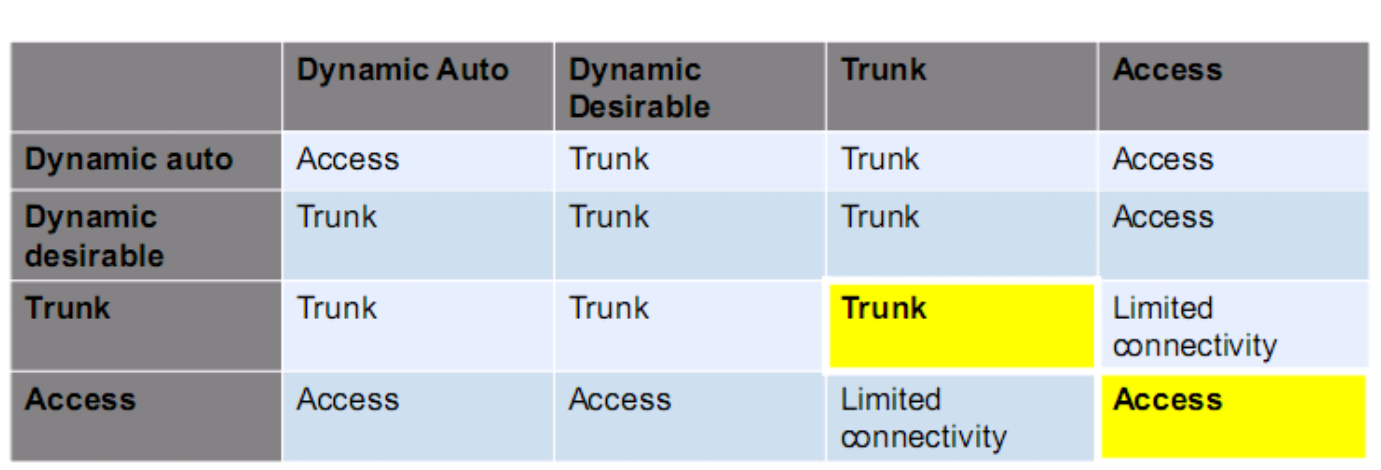 Dynamic Auto Dynamic Desirable Trunk Access
Dynamic auto Access Trunk Trunk Access
Dynamic desirable Trunk Trunk Trunk Access
Trunk Trunk Trunk Trunk Limited connectivity
Access Access Access Limited connectivity Access